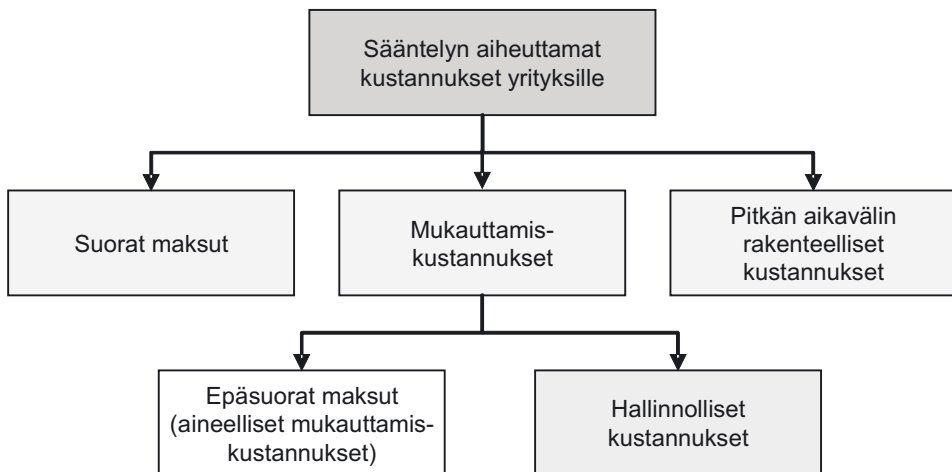 Sääntelyn aiheuttamat
kustannukset yrityksille
Suorat maksut
Mukauttamis-
kustannukset
Pitkän aikavälin
rakenteelliset
kustannukset
Epäsuorat maksut
(aineelliset mukauttamis-
kustannukset)
Hallinnolliset
kustannukset